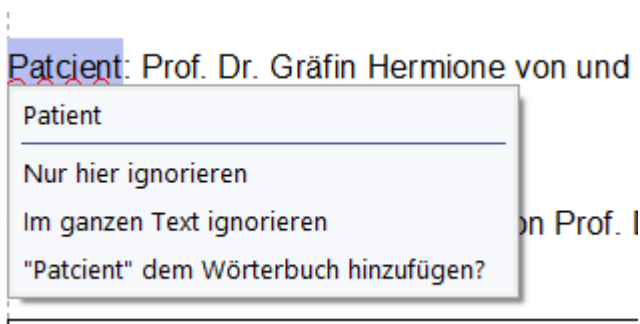 Patcient: Prof. Dr. Gräfin Hermione von und
Patient
Nur hier ignorieren
Im ganzen Text ignorieren
on Prof.
"Patcient" dem Wörterbuch hinzufügen?